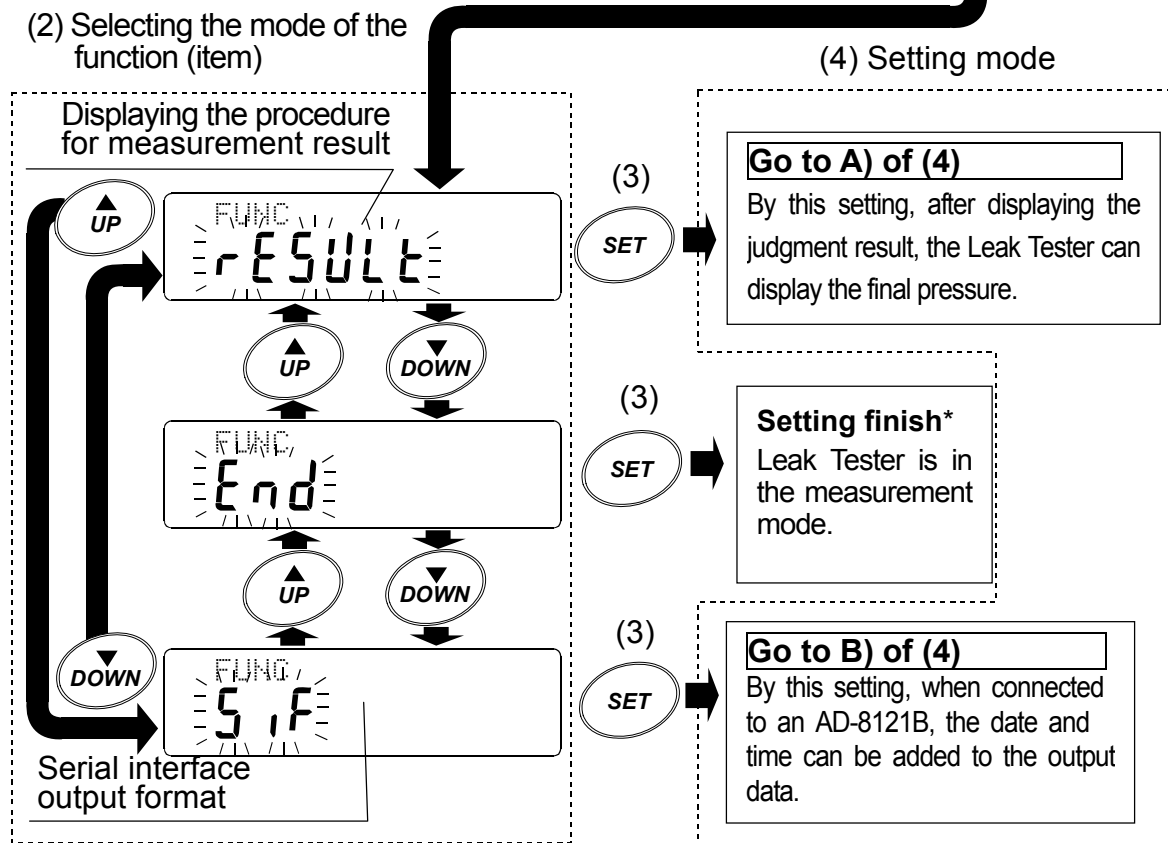 (2) Selecting the mode of the
function (item)
(4) Setting mode
Displaying the procedure
for measurement result
UP
FUNC
rESULt
(3)
SET
Go to A) of (4)
By this setting, after displaying the
judgment result, the Leak Tester can
display the final pressure.
UP
DOWN
FUNC
End
(3)
SET
Setting finish*
Leak Tester is in
the measurement
mode.
UP
DOWN
DOWN
FUNC
SiF
(3)
SET
Go to B) of (4)
By this setting, when connected
to an AD-8121B, the date and
time can be added to the output
data.
Serial interface
output format